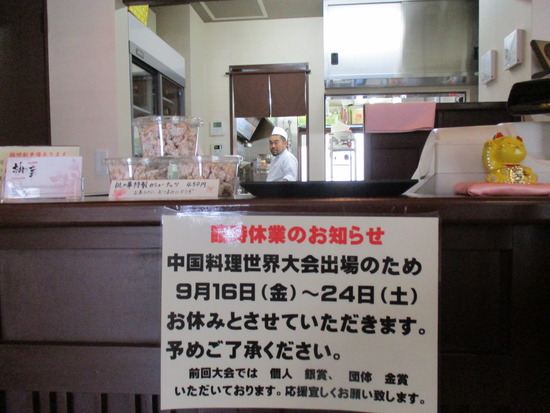 臨時休業のお知らせ
中国料理世界大会出場のため
9月16日(金)～24日(土)
お休みとさせていただきます。
予めご了承ください。
前回大会では 個人 銀賞、 団体 金賞
いただいております。応援宜しくお願い致します。